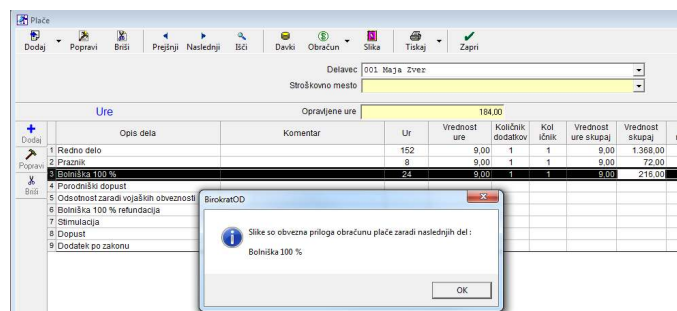 Plače
Dodaj Popravi Briši Prejšnji Naslednji Išči Davki Obračun Slika Tiskaj Zapri
Delavec 001 Maja Zver
Stroškovno mesto
Ure Opravljene ure 184,00
Dodaj
Popravi
Briši
Opis dela Komentar Ur Vrednost ure Količnik dodatkov Kol ičnik Vrednost ure skupaj Vrednost skupaj
1 Redno delo 152 9,00 1 1 9,00 1.368,00
2 Praznik 8 9,00 1 1 9,00 72,00
3 Bolniška 100 % 24 9,00 1 1 9,00 216,00
4 Porodniški dopust
5 Odsotnost zaradi vojaških obveznosti
6 Bolniška 100 % refundacija
7 Stimulacija
8 Dopust
9 Dodatek po zakonu
BirokratOD
Slike so obvezna priloga obračunu plače zaradi naslednjih del :
Bolniška 100 %
OK